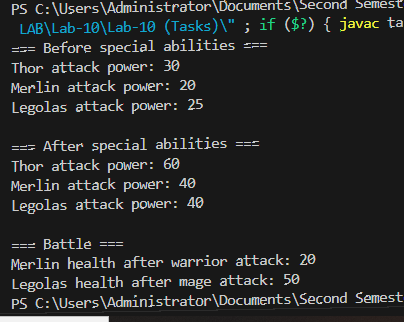 PS C:\Users\Administrator\Documents\Second Semest
LAB\Lab-10\Lab-10 (Tasks)\" ; if ($?) { javac ta
=== Before special abilities ===
Thor attack power: 30
Merlin attack power: 20
Legolas attack power: 25
=== After special abilities ===
Thor attack power: 60
Merlin attack power: 40
Legolas attack power: 40
=== Battle ===
Merlin health after warrior attack: 20
Legolas health after mage attack: 50
PS C:\Users\Administrator\Documents\Second Semest